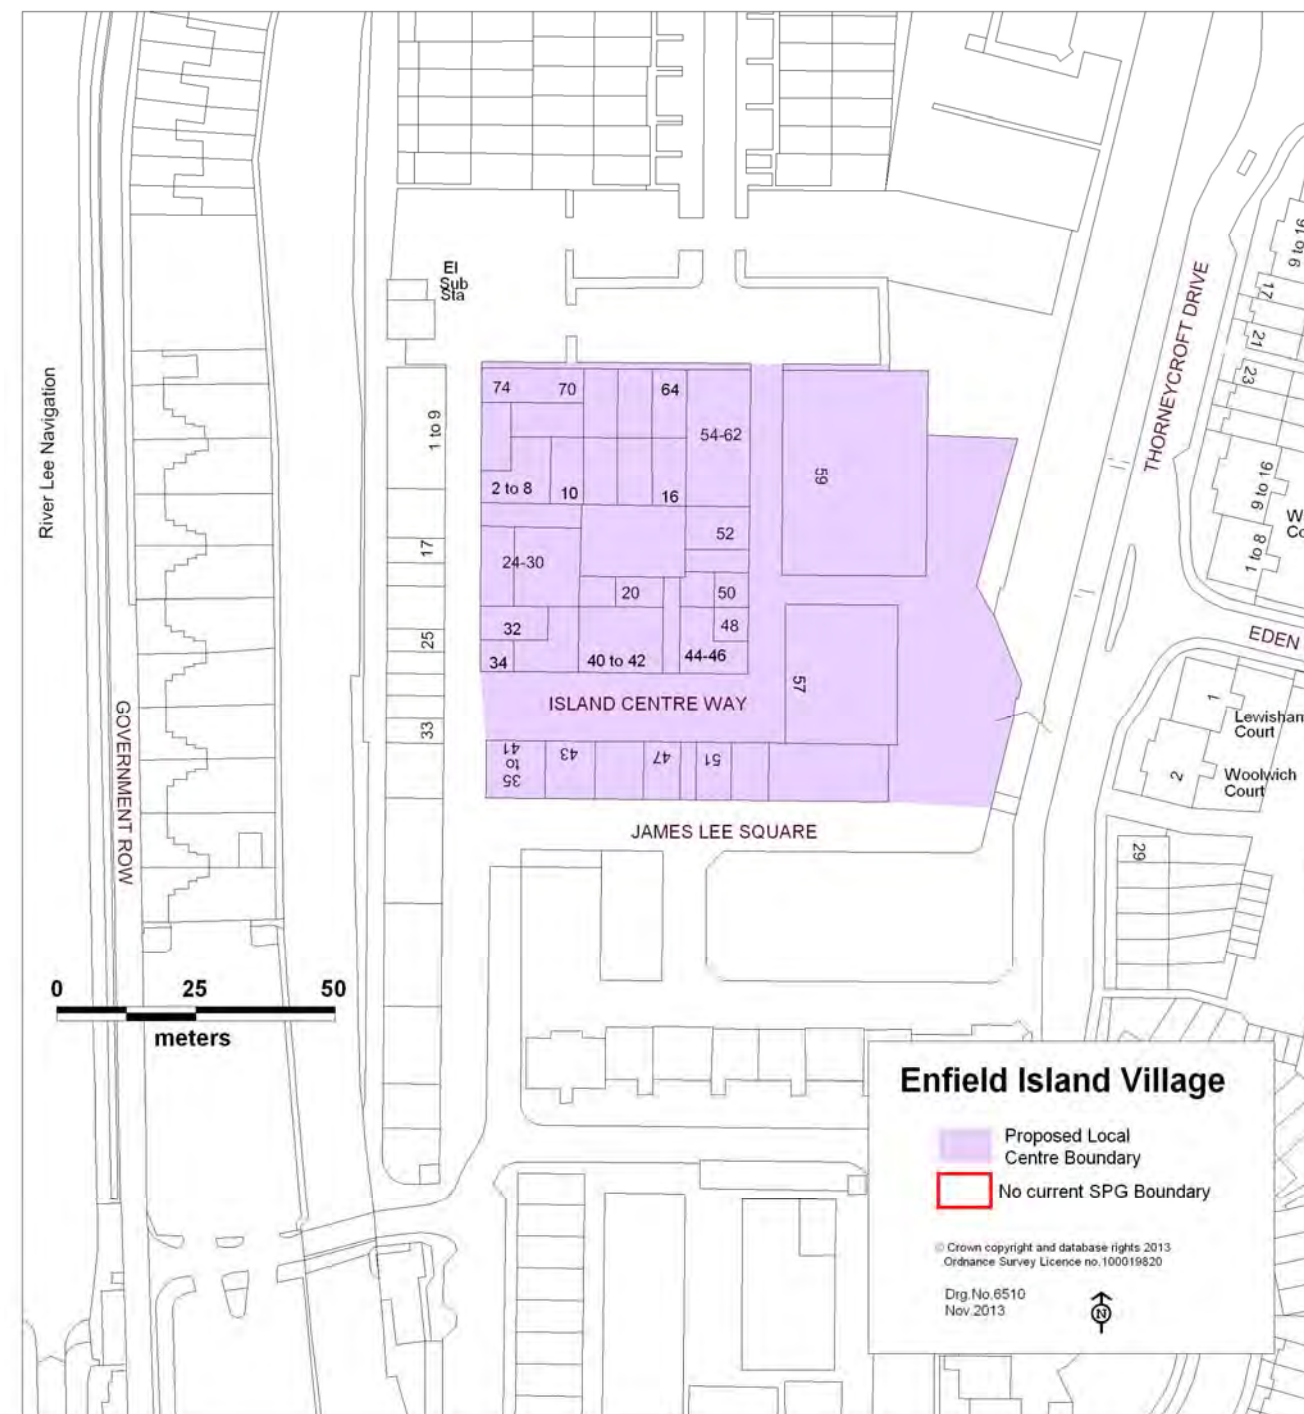 El
Sub
Sta
River Lee Navigation
GOVERNMENT ROW
1 to 9
17
25
33
74
70
64
54-62
2 to 8
10
16
52
24-30
20
50
48
32
34
40 to 42
44-46
59
57
ISLAND CENTRE WAY
35
to
41
43
47
51
JAMES LEE SQUARE
THORNEYCROFT DRIVE
9 to 16
17
21
23
9 to 16
1 to 8
EDEN
1
Lewisham
Court
2
Woolwich
Court
29
0 25 50
meters
Enfield Island Village
Proposed Local
Centre Boundary
No current SPG Boundary
© Crown copyright and database rights 2013
Ordnance Survey Licence no.100019820
Drg.No.6510
Nov.2013
N